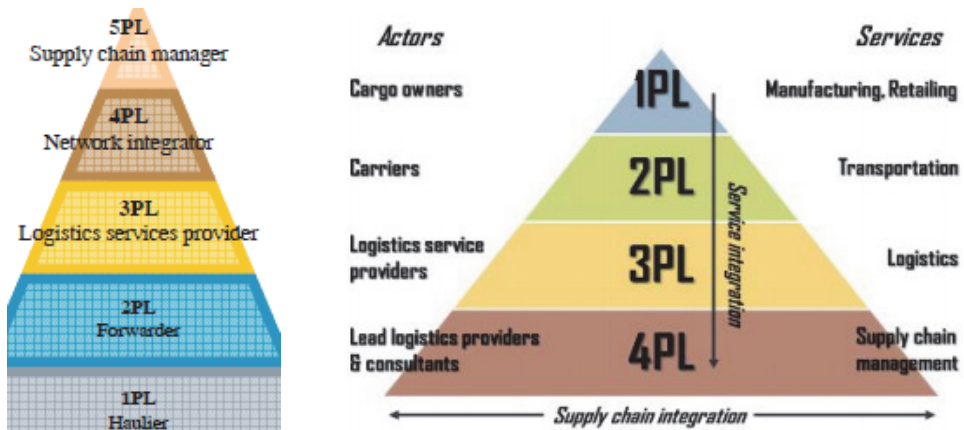 5PL
Supply chain manager
4PL
Network integrator
3PL
Logistics services provider
2PL
Forwarder
1PL
Haulier
Actors
Services
Cargo owners
1PL
Manufacturing, Retailing
Carriers
2PL
Transportation
Logistics service
providers
3PL
Logistics
Lead logistics providers
& consultants
4PL
Supply chain
management
Service integration
Supply chain integration